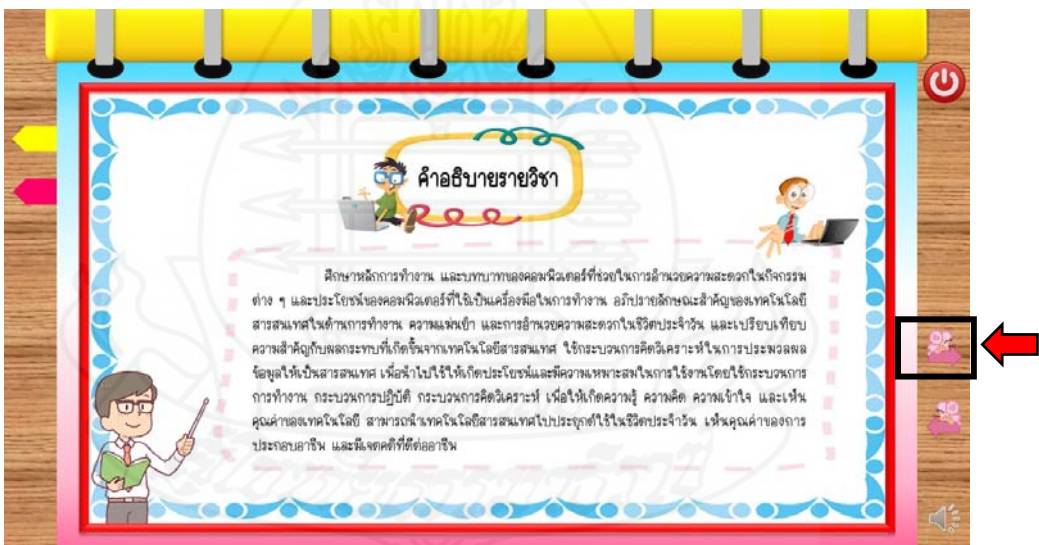 คำอธิบายรายวิชา
ศึกษาหลักการทำงาน และบทบาทของคอมพิวเตอร์ที่ช่วยในการอำนวยความสะดวกในกิจกรรม
ต่าง ๆ และประโยชน์ของคอมพิวเตอร์ที่ใช้เป็นเครื่องมือในการทำงาน อภิปรายลักษณะสำคัญของเทคโนโลยี
สารสนเทศในด้านการทำงาน ความแม่นยำ และการอำนวยความสะดวกในชีวิตประจำวัน และเปรียบเทียบ
ความสำคัญกับผลกระทบที่เกิดขึ้นจากเทคโนโลยีสารสนเทศ ใช้กระบวนการคิดวิเคราะห์ในการประมวลผล
ข้อมูลให้เป็นสารสนเทศ เพื่อนำไปใช้ให้เกิดประโยชน์และมีความเหมาะสมในการใช้งานโดยใช้กระบวนการ
การทำงาน กระบวนการปฏิบัติ กระบวนการคิดวิเคราะห์ เพื่อให้เกิดความรู้ ความคิด ความเข้าใจ และเห็น
คุณค่าของเทคโนโลยี สามารถนำเทคโนโลยีสารสนเทศไปประยุกต์ใช้ในชีวิตประจำวัน เห็นคุณค่าของการ
ประกอบอาชีพ และมีเจตคติที่ดีต่ออาชีพ